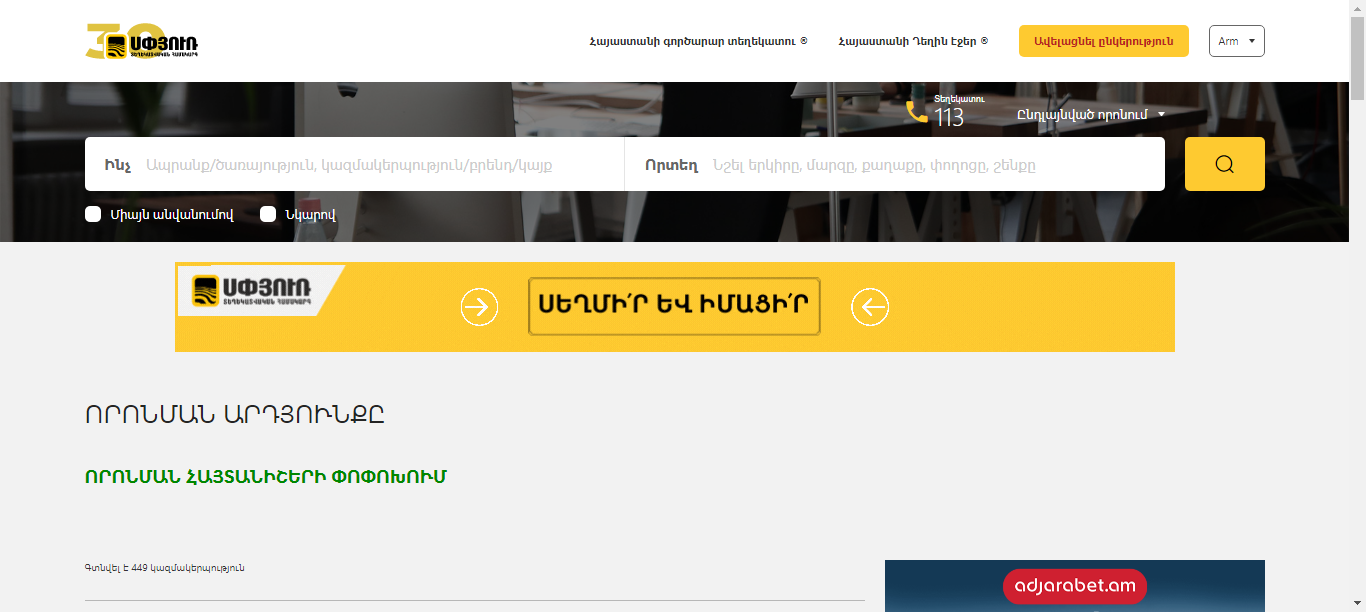 30
ՍՓՅՈՒՌ
ՏԵՂԵԿԱՏՎԱԿԱՆ ՀԱՄԱԿԱՐԳ
Հայաստանի գործարար տեղեկատու ®
Հայաստանի Դեղին էջեր ®
Ավելացնել ընկերություն
Arm
Տեղեկատու
113
Ընդլայնված որոնում
Ինչ Ապրանք/ծառայություն, կազմակերպություն/բրենդ/կայք
Որտեղ Նշել երկիրը, մարզը, քաղաքը, փողոցը, շենքը
Միայն անվանումով
Նկարով
ՍՓՅՈՒՌ
ՏԵՂԵԿԱՏՎԱԿԱՆ ՀԱՄԱԿԱՐԳ
ՍԵՂՄԻ՛Ր ԵՎ ԻՄԱՑԻ՛Ր
ՈՐՈՆՄԱՆ ԱՐԴՅՈՒՆՔԸ
ՈՐՈՆՄԱՆ ՀԱՅՏԱՆԻՇԵՐԻ ՓՈՓՈԽՈՒՄ
Գտնվել է 449 կազմակերպություն
adjarabet.am